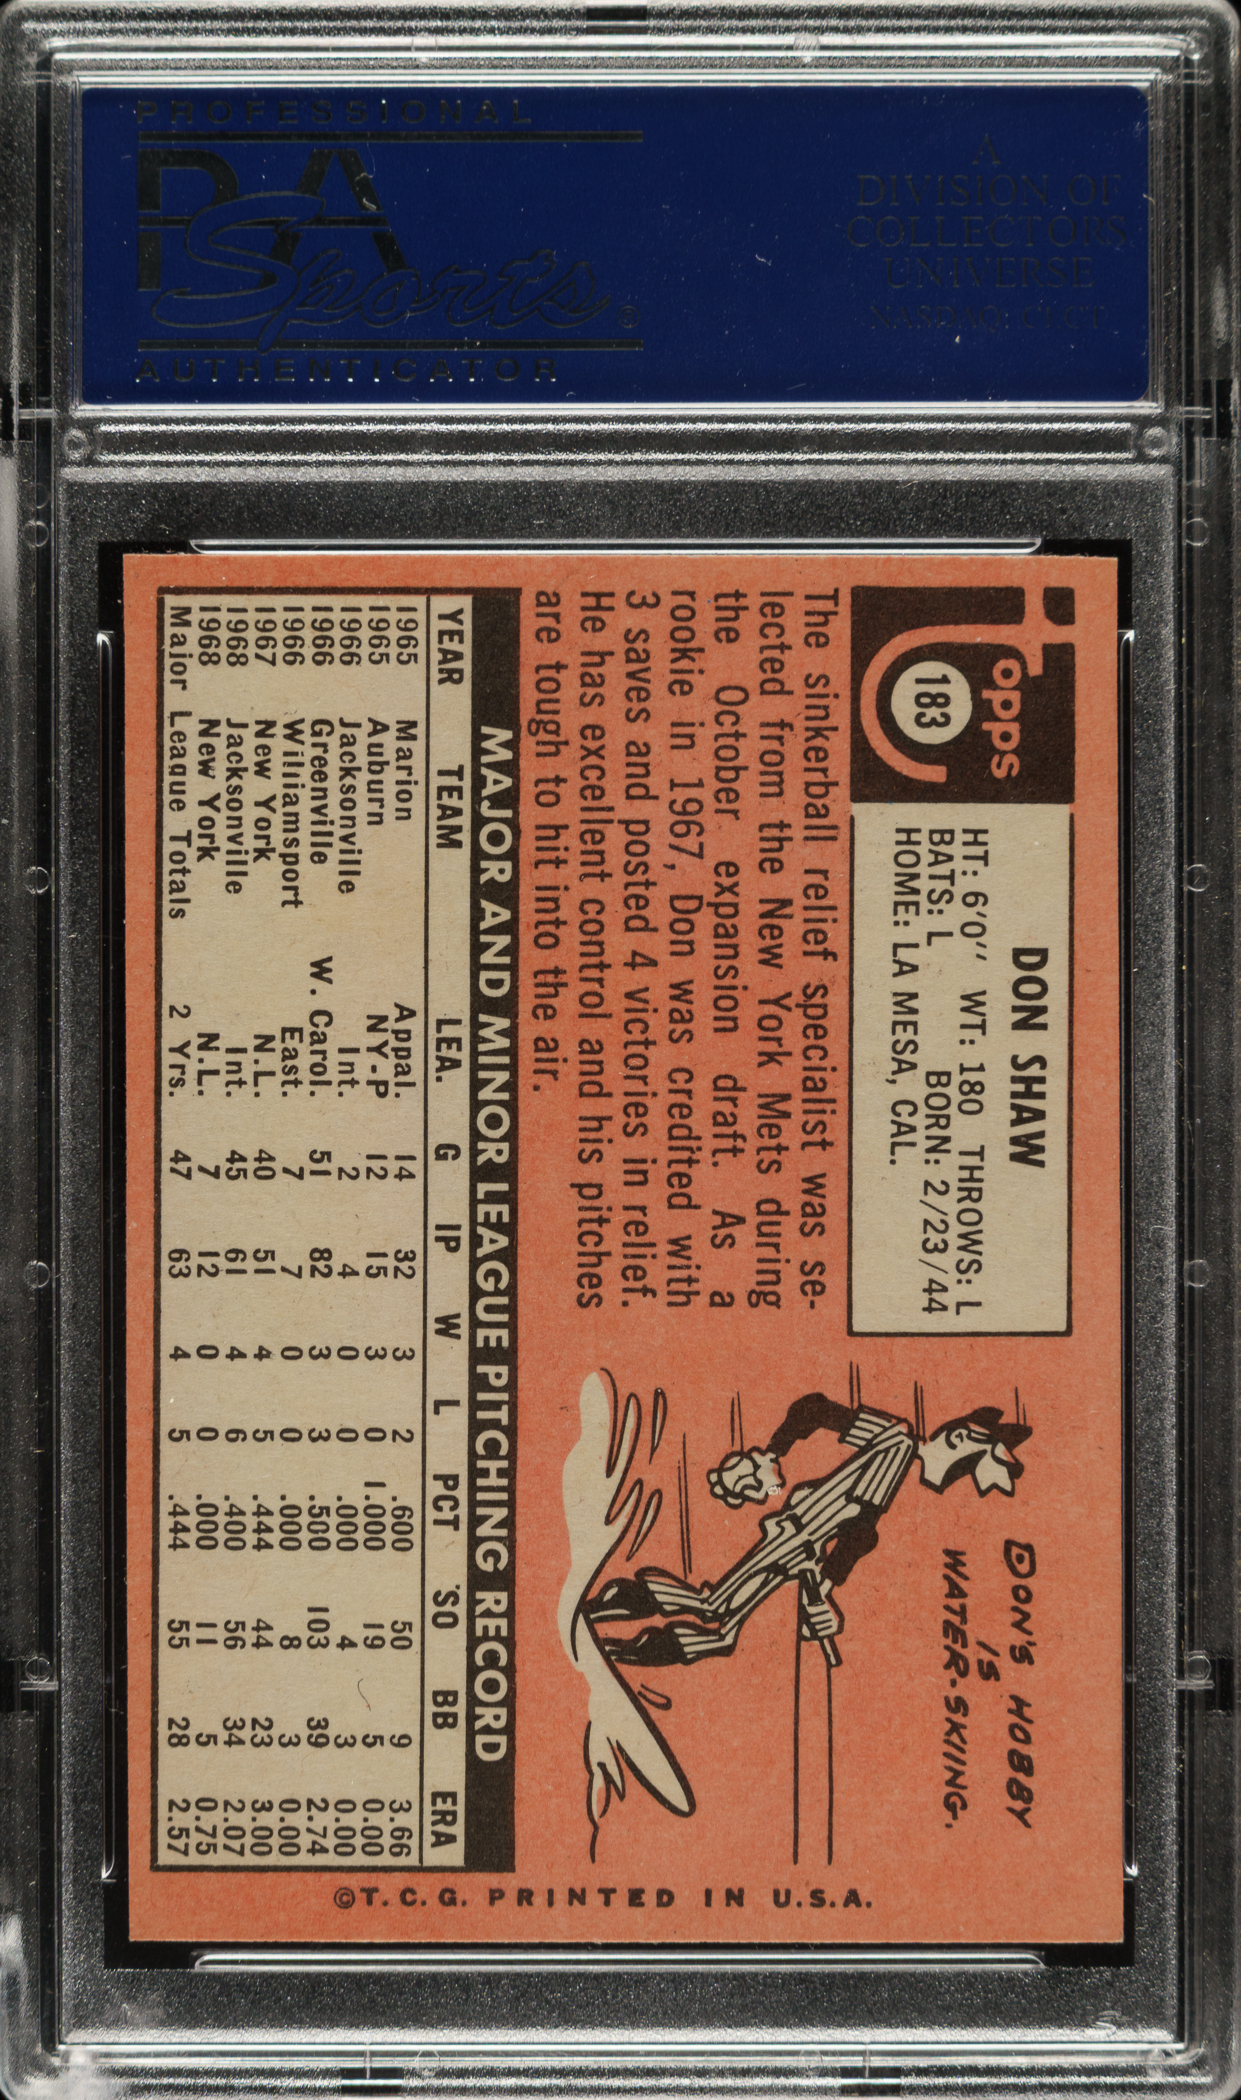 PROFESSIONAL
PSA
Sports®
AUTHENTICATOR
A
DIVISION OF
COLLECTORS
UNIVERSE
NASDAQ: CLCT
Topps
183
DON SHAW
HT: 6'0'' WT: 180 THROWS: L
BATS: L BORN: 2/23/44
HOME: LA MESA, CAL.
The sinkerball relief specialist was se-
lected from the New York Mets during
the October expansion draft. As a
rookie in 1967, Don was credited with
3 saves and posted 4 victories in relief.
He has excellent control and his pitches
are tough to hit into the air.
DON'S HOBBY
IS
WATER-SKIING.
MAJOR AND MINOR LEAGUE PITCHING RECORD
YEAR TEAM LEA. G IP W L PCT SO BB ERA
1965 Marion Appal. 14 32 3 2 .600 50 9 3.66
1965 Auburn NY-P 12 15 3 0 1.000 19 5 0.00
1966 Jacksonville Int. 2 4 0 0 .000 4 3 0.00
1966 Greenville W. Carol. 51 82 3 3 .500 103 39 2.74
1966 Williamsport East. 7 7 0 0 .000 8 3 0.00
1967 New York N.L. 40 51 4 5 .444 44 23 3.00
1968 Jacksonville Int. 45 61 4 6 .400 56 34 2.07
1968 New York N.L. 7 12 0 0 .000 11 5 0.75
Major League Totals 2 Yrs. 47 63 4 5 .444 55 28 2.57
©T.C.G. PRINTED IN U.S.A.